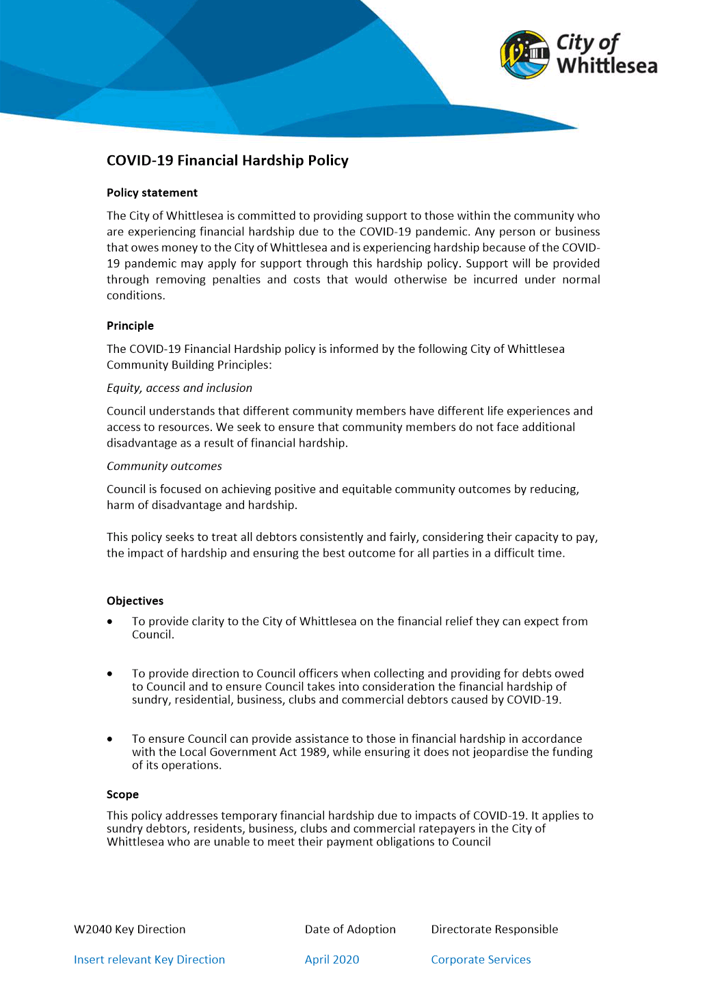 City of
Whittlesea
COVID-19 Financial Hardship Policy
Policy statement
The City of Whittlesea is committed to providing support to those within the community who
are experiencing financial hardship due to the COVID-19 pandemic. Any person or business
that owes money to the City of Whittlesea and is experiencing hardship because of the COVID-
19 pandemic may apply for support through this hardship policy. Support will be provided
through removing penalties and costs that would otherwise be incurred under normal
conditions.
Principle
The COVID-19 Financial Hardship policy is informed by the following City of Whittlesea
Community Building Principles:
Equity, access and inclusion
Council understands that different community members have different life experiences and
access to resources. We seek to ensure that community members do not face additional
disadvantage as a result of financial hardship.
Community outcomes
Council is focused on achieving positive and equitable community outcomes by reducing,
harm of disadvantage and hardship.
This policy seeks to treat all debtors consistently and fairly, considering their capacity to pay,
the impact of hardship and ensuring the best outcome for all parties in a difficult time.
Objectives
• To provide clarity to the City of Whittlesea on the financial relief they can expect from
Council.
• To provide direction to Council officers when collecting and providing for debts owed
to Council and to ensure Council takes into consideration the financial hardship of
sundry, residential, business, clubs and commercial debtors caused by COVID-19.
• To ensure Council can provide assistance to those in financial hardship in accordance
with the Local Government Act 1989, while ensuring it does not jeopardise the funding
of its operations.
Scope
This policy addresses temporary financial hardship due to impacts of COVID-19. It applies to
sundry debtors, residents, business, clubs and commercial ratepayers in the City of
Whittlesea who are unable to meet their payment obligations to Council
W2040 Key Direction Date of Adoption Directorate Responsible
Insert relevant Key Direction April 2020 Corporate Services